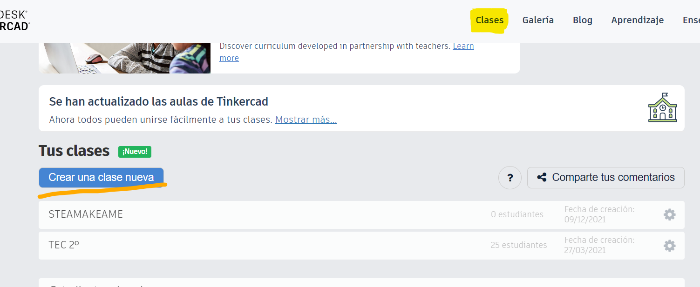 DESK
ERCAD
Clases
Galería
Blog
Aprendizaje
Discover curriculum developed in partnership with teachers. Learn
more
Se han actualizado las aulas de Tinkercad
Ahora todos pueden unirse fácilmente a tus clases. Mostrar más...
Tus clases ¡Nuevo!
Crear una clase nueva
?
Comparte tus comentarios
STEAMAKEAME
0 estudiantes
Fecha de creación:
09/12/2021
TEC 2º
25 estudiantes
Fecha de creación:
27/03/2021